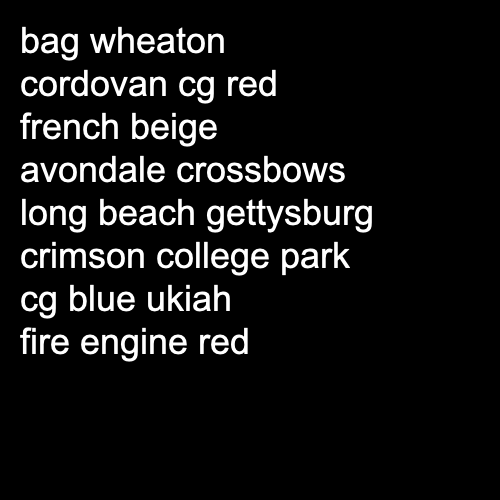 bag wheaton
cordovan cg red
french beige
avondale crossbows
long beach gettysburg
crimson college park
cg blue ukiah
fire engine red